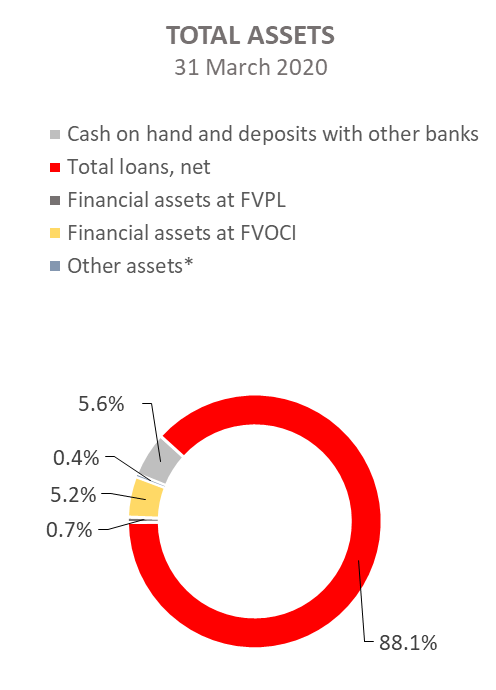 TOTAL ASSETS
31 March 2020
Cash on hand and deposits with other banks
Total loans, net
Financial assets at FVPL
Financial assets at FVOCI
Other assets*
5.6%
0.4%
5.2%
0.7%
88.1%